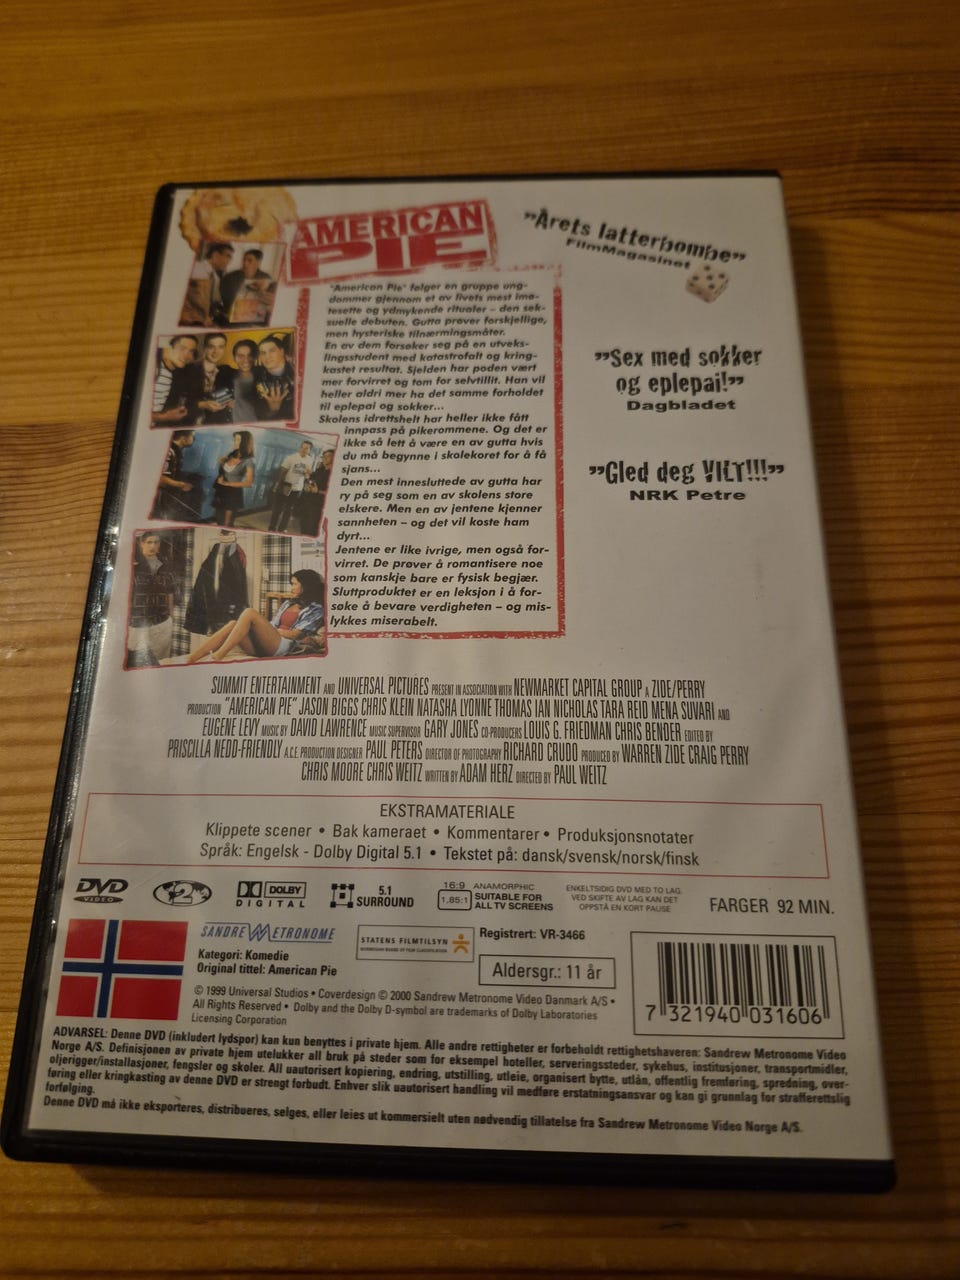 AMERICAN
PIE
"American Pie" følger en gruppe ung-
dommer gjennom et av livets mest imø-
tesette og ydmykende ritualer – den sek-
suelle debuten. Gutta prøver forskjellige,
men hysteriske tilnærmingsmåter.
En av dem forsøker seg på en utveks-
lingsstudent med katastrofalt og kring-
kastet resultat. Sjelden har poden vært
mer forvirret og tom for selvtillit. Han vil
heller aldri mer ha det samme forholdet
til eplepai og sokker...
Skolens idrettshelt har heller ikke fått
innpass på pikerommene. Og det er
ikke så lett å være en av gutta hvis
du må begynne i skolekoret for å få
sjans...
Den mest innesluttede av gutta har
ry på seg som en av skolens store
elskere. Men en av jentene kjenner
sannheten – og det vil koste ham
dyrt...
Jentene er like ivrige, men også for-
virret. De prøver å romantisere noe
som kanskje bare er fysisk begjær.
Sluttproduktet er en leksjon i å for-
søke å bevare verdigheten – og mis-
lykkes miserabelt.
"Årets latterbombe"
FilmMagasinet
"Sex med sokker
og eplepai!"
Dagbladet
"Gled deg VILT!!!"
NRK Petre
SUMMIT ENTERTAINMENT AND UNIVERSAL PICTURES PRESENT IN ASSOCIATION WITH NEWMARKET CAPITAL GROUP A ZIDE/PERRY
PRODUCTION "AMERICAN PIE" JASON BIGGS CHRIS KLEIN NATASHA LYONNE THOMAS IAN NICHOLAS TARA REID MENA SUVARI AND
EUGENE LEVY MUSIC BY DAVID LAWRENCE MUSIC SUPERVISOR GARY JONES CO-PRODUCERS LOUIS G. FRIEDMAN CHRIS BENDER EDITED BY
PRISCILLA NEDD-FRIENDLY A.C.E. PRODUCTION DESIGNER PAUL PETERS DIRECTOR OF PHOTOGRAPHY RICHARD CRUDO PRODUCED BY WARREN ZIDE CRAIG PERRY
CHRIS MOORE CHRIS WEITZ WRITTEN BY ADAM HERZ DIRECTED BY PAUL WEITZ
EKSTRAMATERIALE
Klippete scener • Bak kameraet • Kommentarer • Produksjonsnotater
Språk: Engelsk - Dolby Digital 5.1 • Tekstet på: dansk/svensk/norsk/finsk
DVD VIDEO
2
DOLBY DIGITAL
5.1 SURROUND
16:9 1.85:1
ANAMORPHIC
SUITABLE FOR
ALL TV SCREENS
ENKELTSIDIG DVD MED TO LAG.
VED SKIFTE AV LAG KAN DET
OPPSTÅ EN KORT PAUSE
FARGER 92 MIN.
SANDREW METRONOME
Kategori: Komedie
Original tittel: American Pie
STATENS FILMTILSYN
NORWEGIAN BOARD OF FILM CLASSIFICATION
Registrert: VR-3466
Aldersgr.: 11 år
© 1999 Universal Studios • Coverdesign © 2000 Sandrew Metronome Video Danmark A/S •
All Rights Reserved • Dolby and the Dolby D-symbol are trademarks of Dolby Laboratories
Licensing Corporation
7 321940 031606
ADVARSEL: Denne DVD (inkludert lydspor) kan kun benyttes i private hjem. Alle andre rettigheter er forbeholdt rettighetshaveren: Sandrew Metronome Video
Norge A/S. Definisjonen av private hjem utelukker all bruk på steder som for eksempel hoteller, serveringssteder, sykehus, institusjoner, transportmidler,
oljerigger/installasjoner, fengsler og skoler. All uautorisert kopiering, endring, utstilling, utleie, organisert bytte, utlån, offentlig fremføring, spredning, over-
føring eller kringkasting av denne DVD er strengt forbudt. Enhver slik uautorisert handling vil medføre erstatningsansvar og kan gi grunnlag for strafferettslig
forfølging.
Denne DVD må ikke eksporteres, distribueres, selges, eller leies ut kommersielt uten nødvendig tillatelse fra Sandrew Metronome Video Norge A/S.